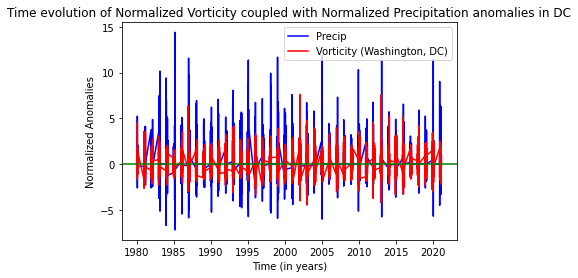 Time evolution of Normalized Vorticity coupled with Normalized Precipitation anomalies in DC
15
Precip
Vorticity (Washington, DC)
10
5
0
−5
Normalized Anomalies
1980 1985 1990 1995 2000 2005 2010 2015 2020
Time (in years)